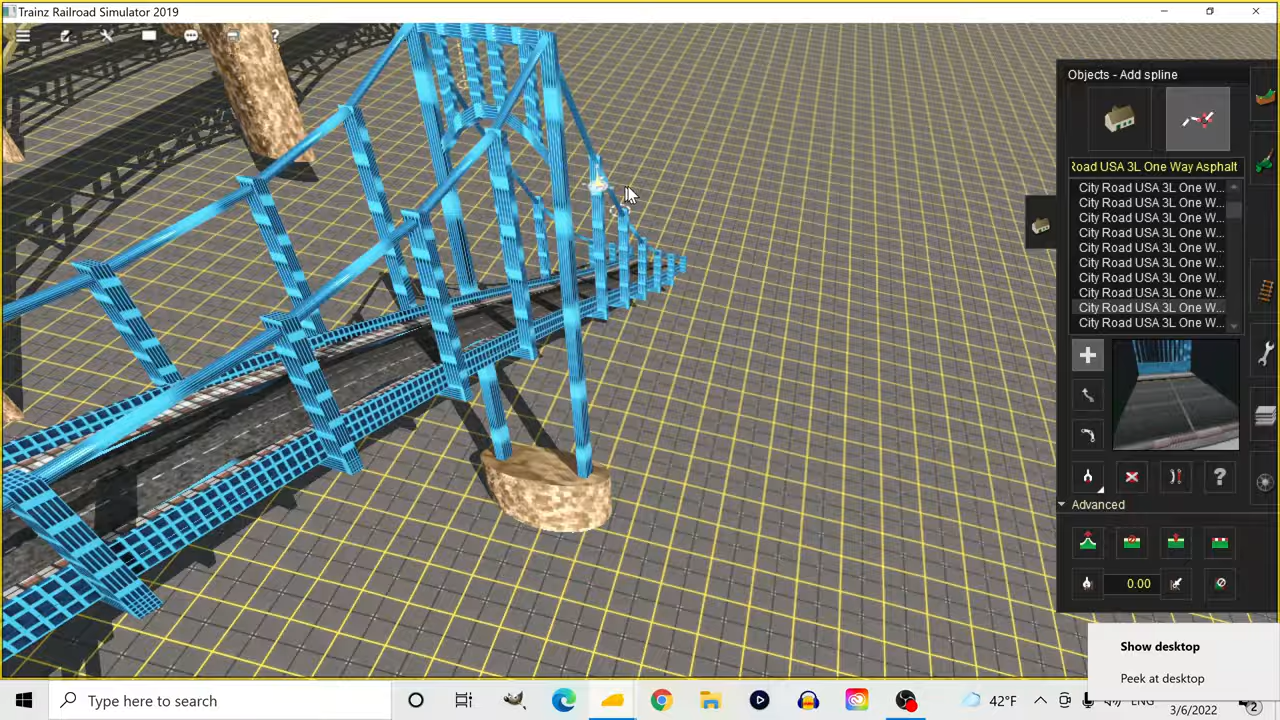 Trainz Railroad Simulator 2019
Objects - Add spline
Road USA 3L One Way Asphalt
City Road USA 3L One W...
City Road USA 3L One W...
City Road USA 3L One W...
City Road USA 3L One W...
City Road USA 3L One W...
City Road USA 3L One W...
City Road USA 3L One W...
City Road USA 3L One W...
City Road USA 3L One W...
City Road USA 3L One W...
Advanced
0.00
Show desktop
Peek at desktop
Type here to search
42°F
ENG
3/6/2022
2